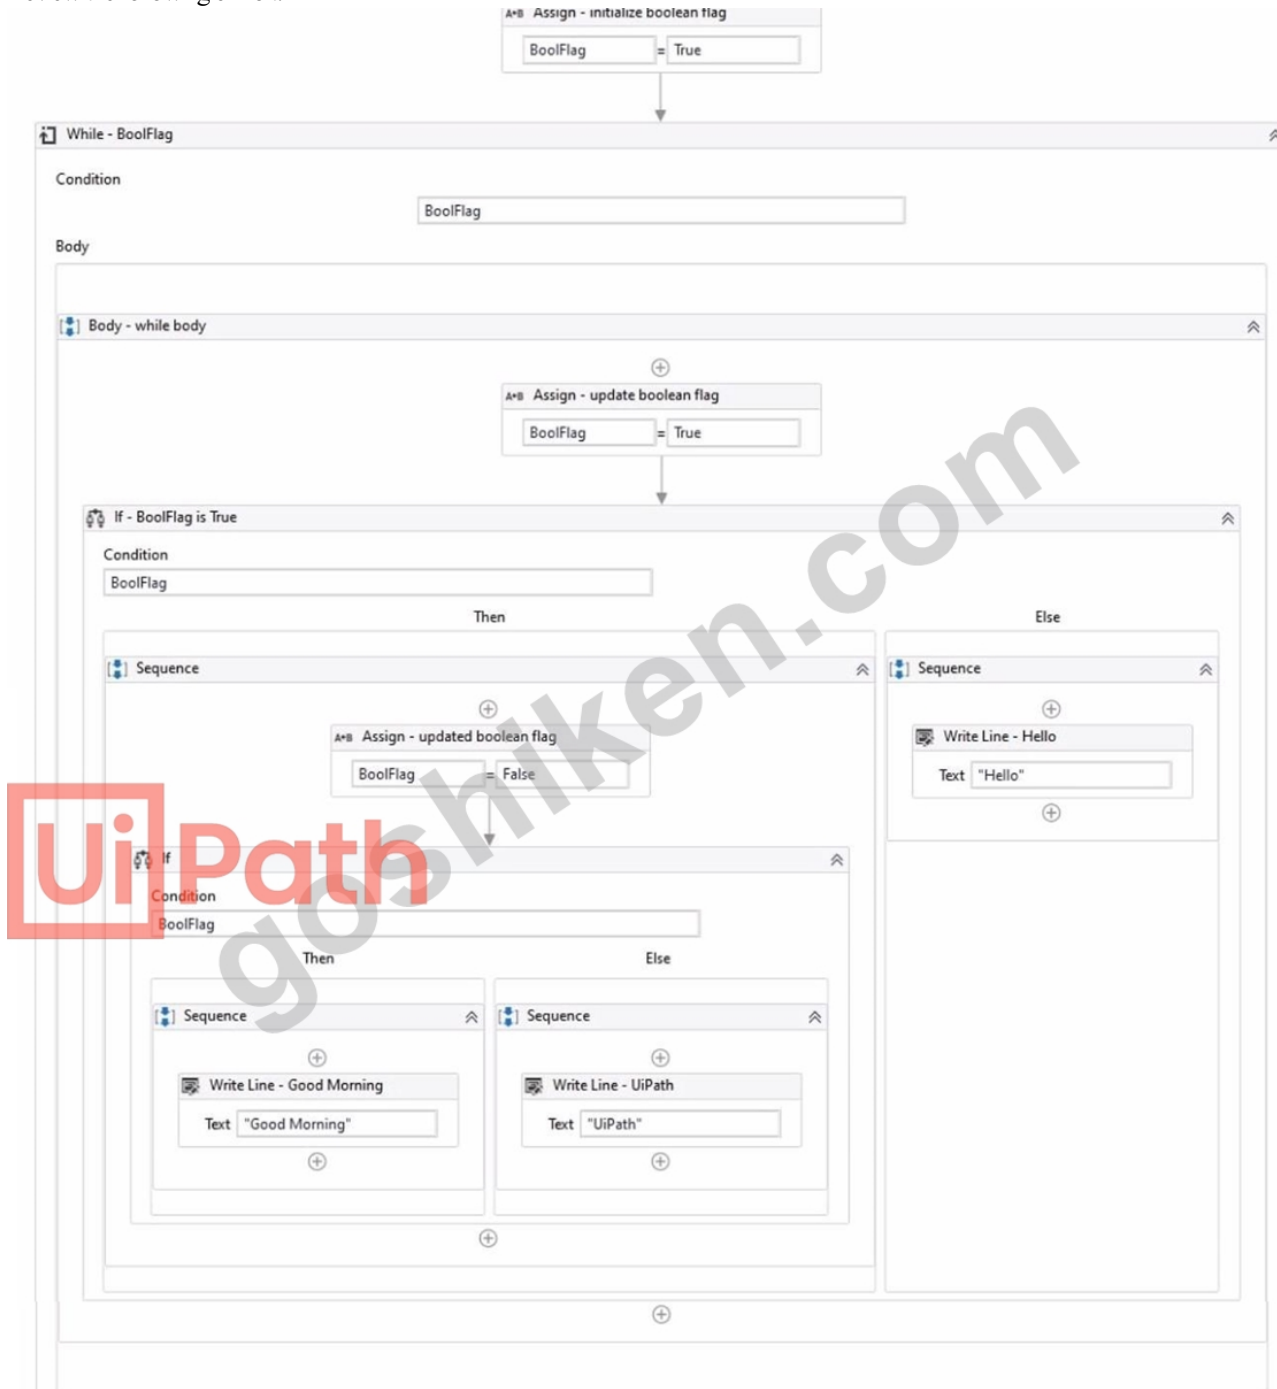 Assign - initialize boolean flag
BoolFlag = True
While - BoolFlag
Condition
BoolFlag
Body
Body - while body
A+B Assign - update boolean flag
BoolFlag = True
If - BoolFlag is True
Condition
BoolFlag
Then Else
Sequence Sequence
A+B Assign - updated boolean flag Write Line - Hello
BoolFlag = False Text "Hello"
If
Condition
BoolFlag
Then Else
Sequence Sequence
Write Line - Good Morning Write Line - UiPath
Text "Good Morning" Text "UiPath"
UiPath
goshiken.com